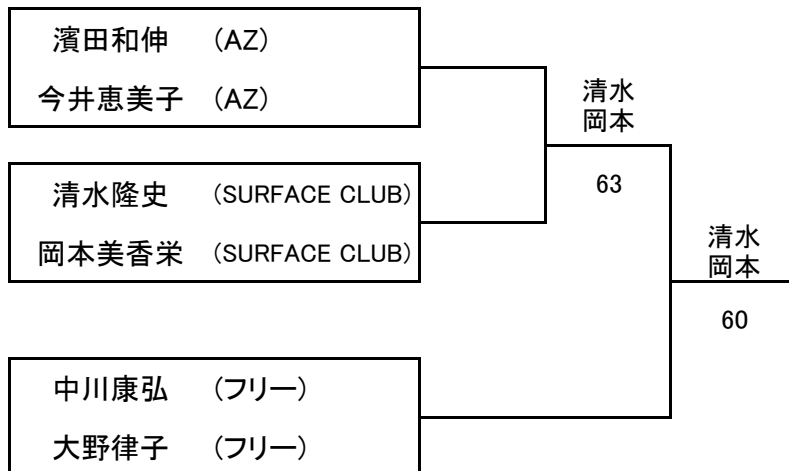 濱田和伸 (AZ)
今井恵美子 (AZ)
清水
岡本
清水隆史 (SURFACE CLUB)
63
岡本美香栄 (SURFACE CLUB)
清水
岡本
60
中川康弘 (フリー)
大野律子 (フリー)